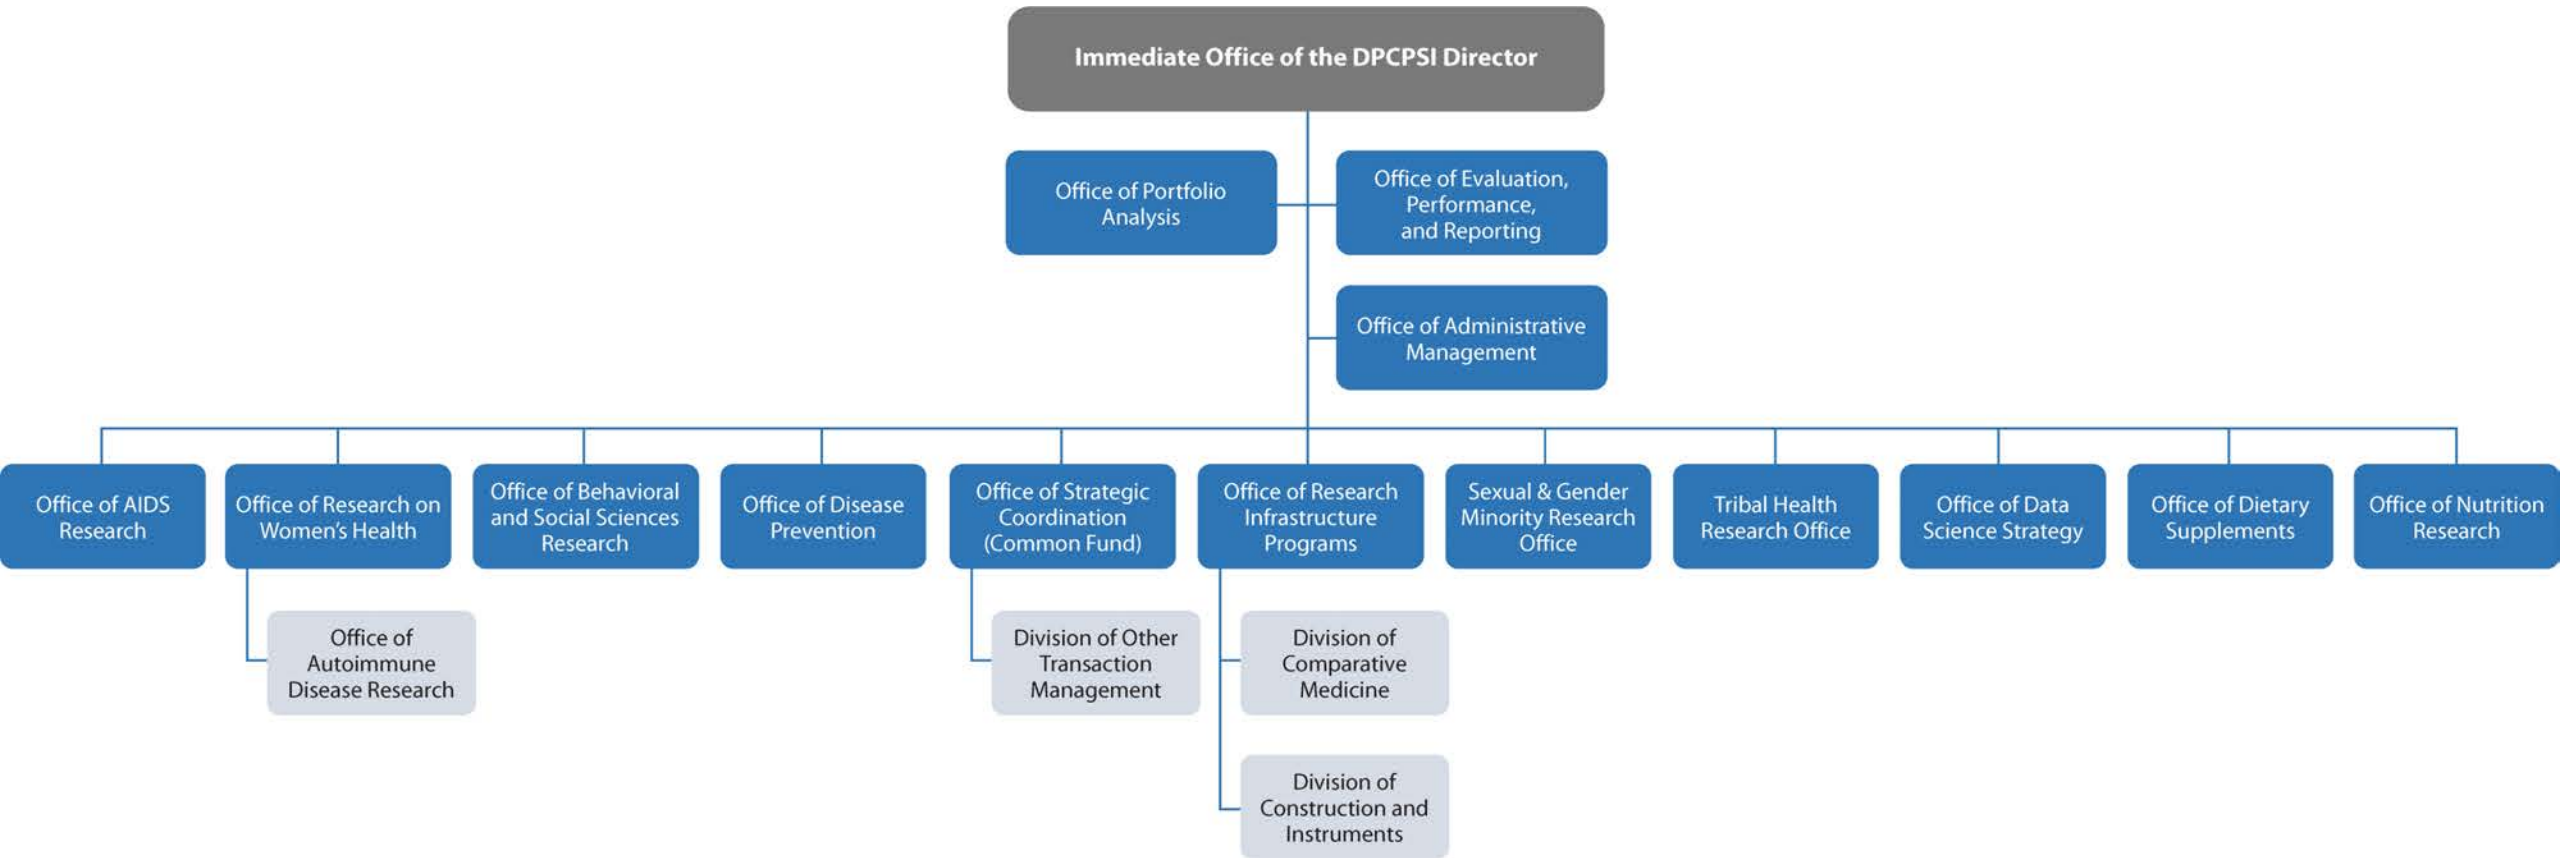 Immediate Office of the DPCPSI Director
Office of Portfolio
Analysis
Office of Evaluation,
Performance,
and Reporting
Office of Administrative
Management
Office of AIDS
Research
Office of Research on
Women’s Health
Office of Behavioral
and Social Sciences
Research
Office of Disease
Prevention
Office of Strategic
Coordination
(Common Fund)
Office of Research
Infrastructure
Programs
Sexual & Gender
Minority Research
Office
Tribal Health
Research Office
Office of Data
Science Strategy
Office of Dietary
Supplements
Office of Nutrition
Research
Office of
Autoimmune
Disease Research
Division of Other
Transaction
Management
Division of
Comparative
Medicine
Division of
Construction and
Instruments